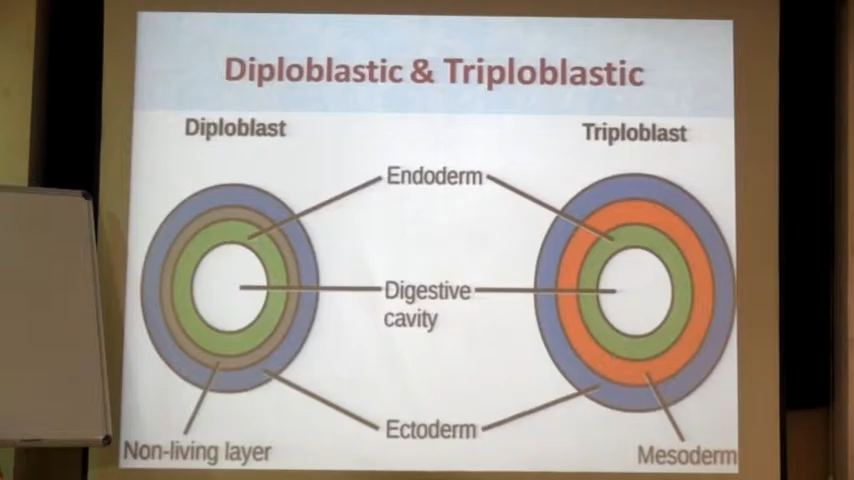 Diploblastic & Triploblastic
Diploblast
Triploblast
Endoderm
Digestive
cavity
Ectoderm
Non-living layer
Mesoderm